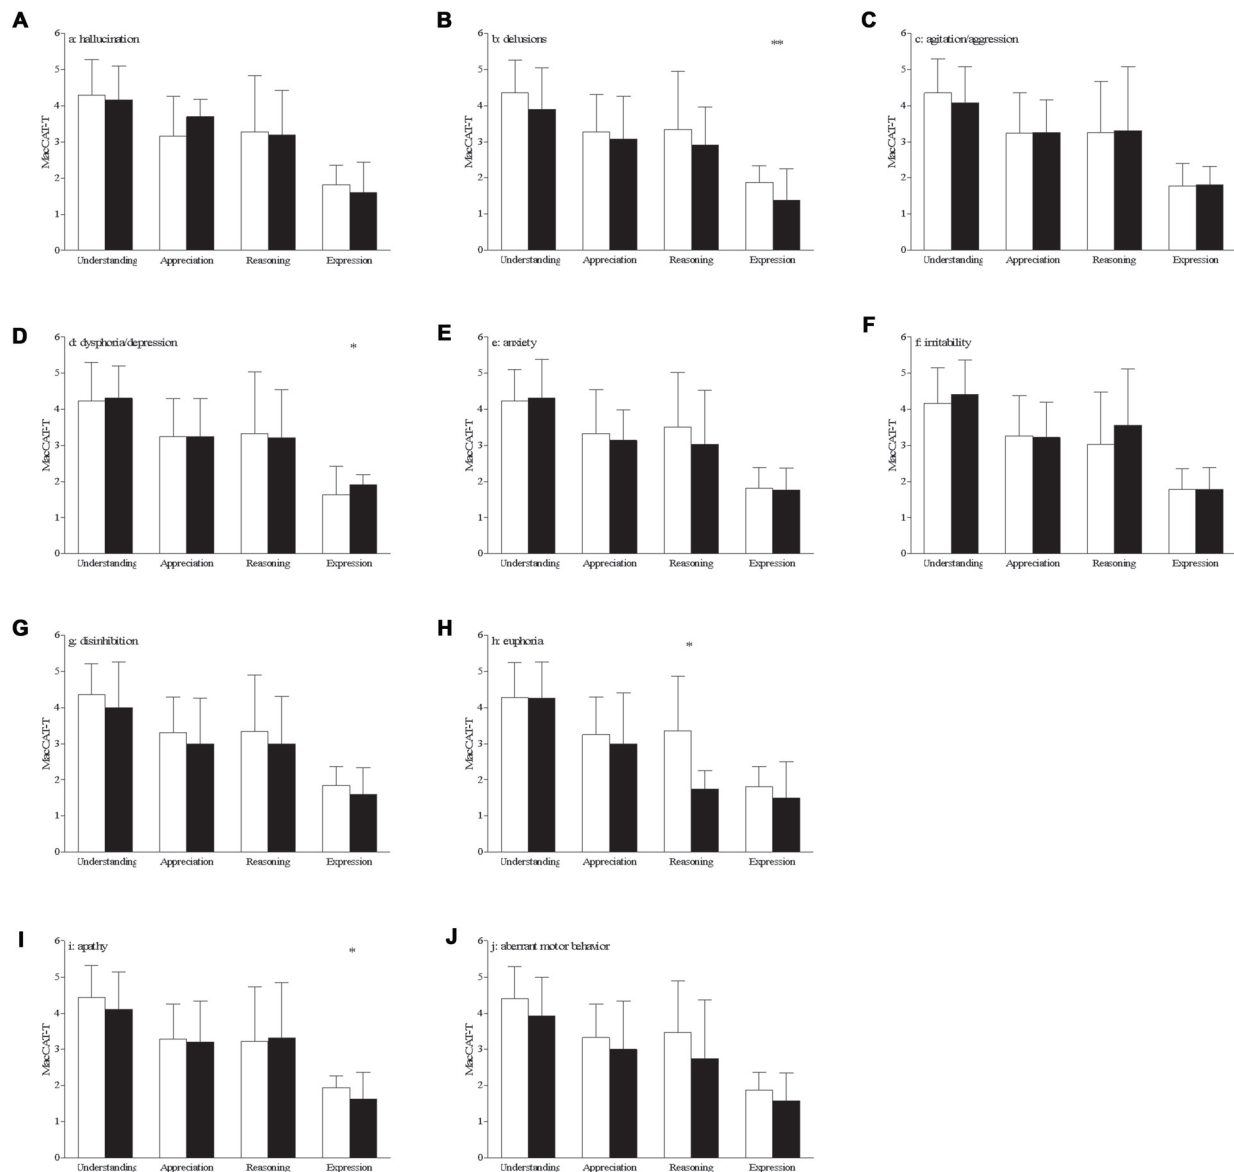 A
a: hallucination
MacCAT-T
6
5
4
3
2
1
0
Understanding Appreciation Reasoning Expression
B
b: delusions
**
MacCAT-T
6
5
4
3
2
1
0
Understanding Appreciation Reasoning Expression
C
c: agitation/aggression
MacCAT-T
6
5
4
3
2
1
0
Understanding Appreciation Reasoning Expression
D
d: dysphoria/depression
*
MacCAT-T
6
5
4
3
2
1
0
Understanding Appreciation Reasoning Expression
E
e: anxiety
MacCAT-T
6
5
4
3
2
1
0
Understanding Appreciation Reasoning Expression
F
f: irritability
MacCAT-T
6
5
4
3
2
1
0
Understanding Appreciation Reasoning Expression
G
g: disinhibition
MacCAT-T
6
5
4
3
2
1
0
Understanding Appreciation Reasoning Expression
H
h: euphoria
*
MacCAT-T
6
5
4
3
2
1
0
Understanding Appreciation Reasoning Expression
I
i: apathy
*
MacCAT-T
6
5
4
3
2
1
0
Understanding Appreciation Reasoning Expression
J
j: aberrant motor behavior
MacCAT-T
6
5
4
3
2
1
0
Understanding Appreciation Reasoning Expression